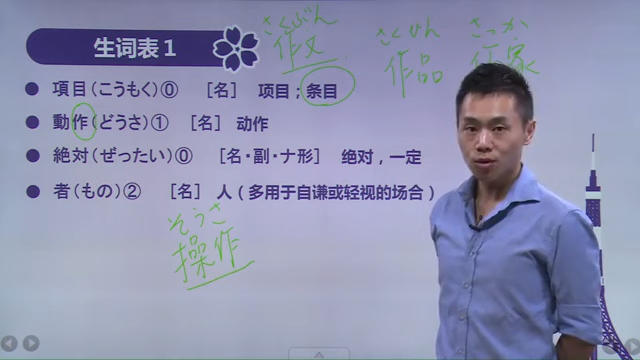 さくぶん さくひん さっか
生词表1 作文 作品 作家
● 項目(こうもく)⓪ [名] 项目;条目
● 動作(どうさ)① [名] 动作
● 絶対(ぜったい)⓪ [名·副·ナ形] 绝对,一定
● 者(もの)② [名] 人(多用于自谦或轻视的场合)
そうさ
操作